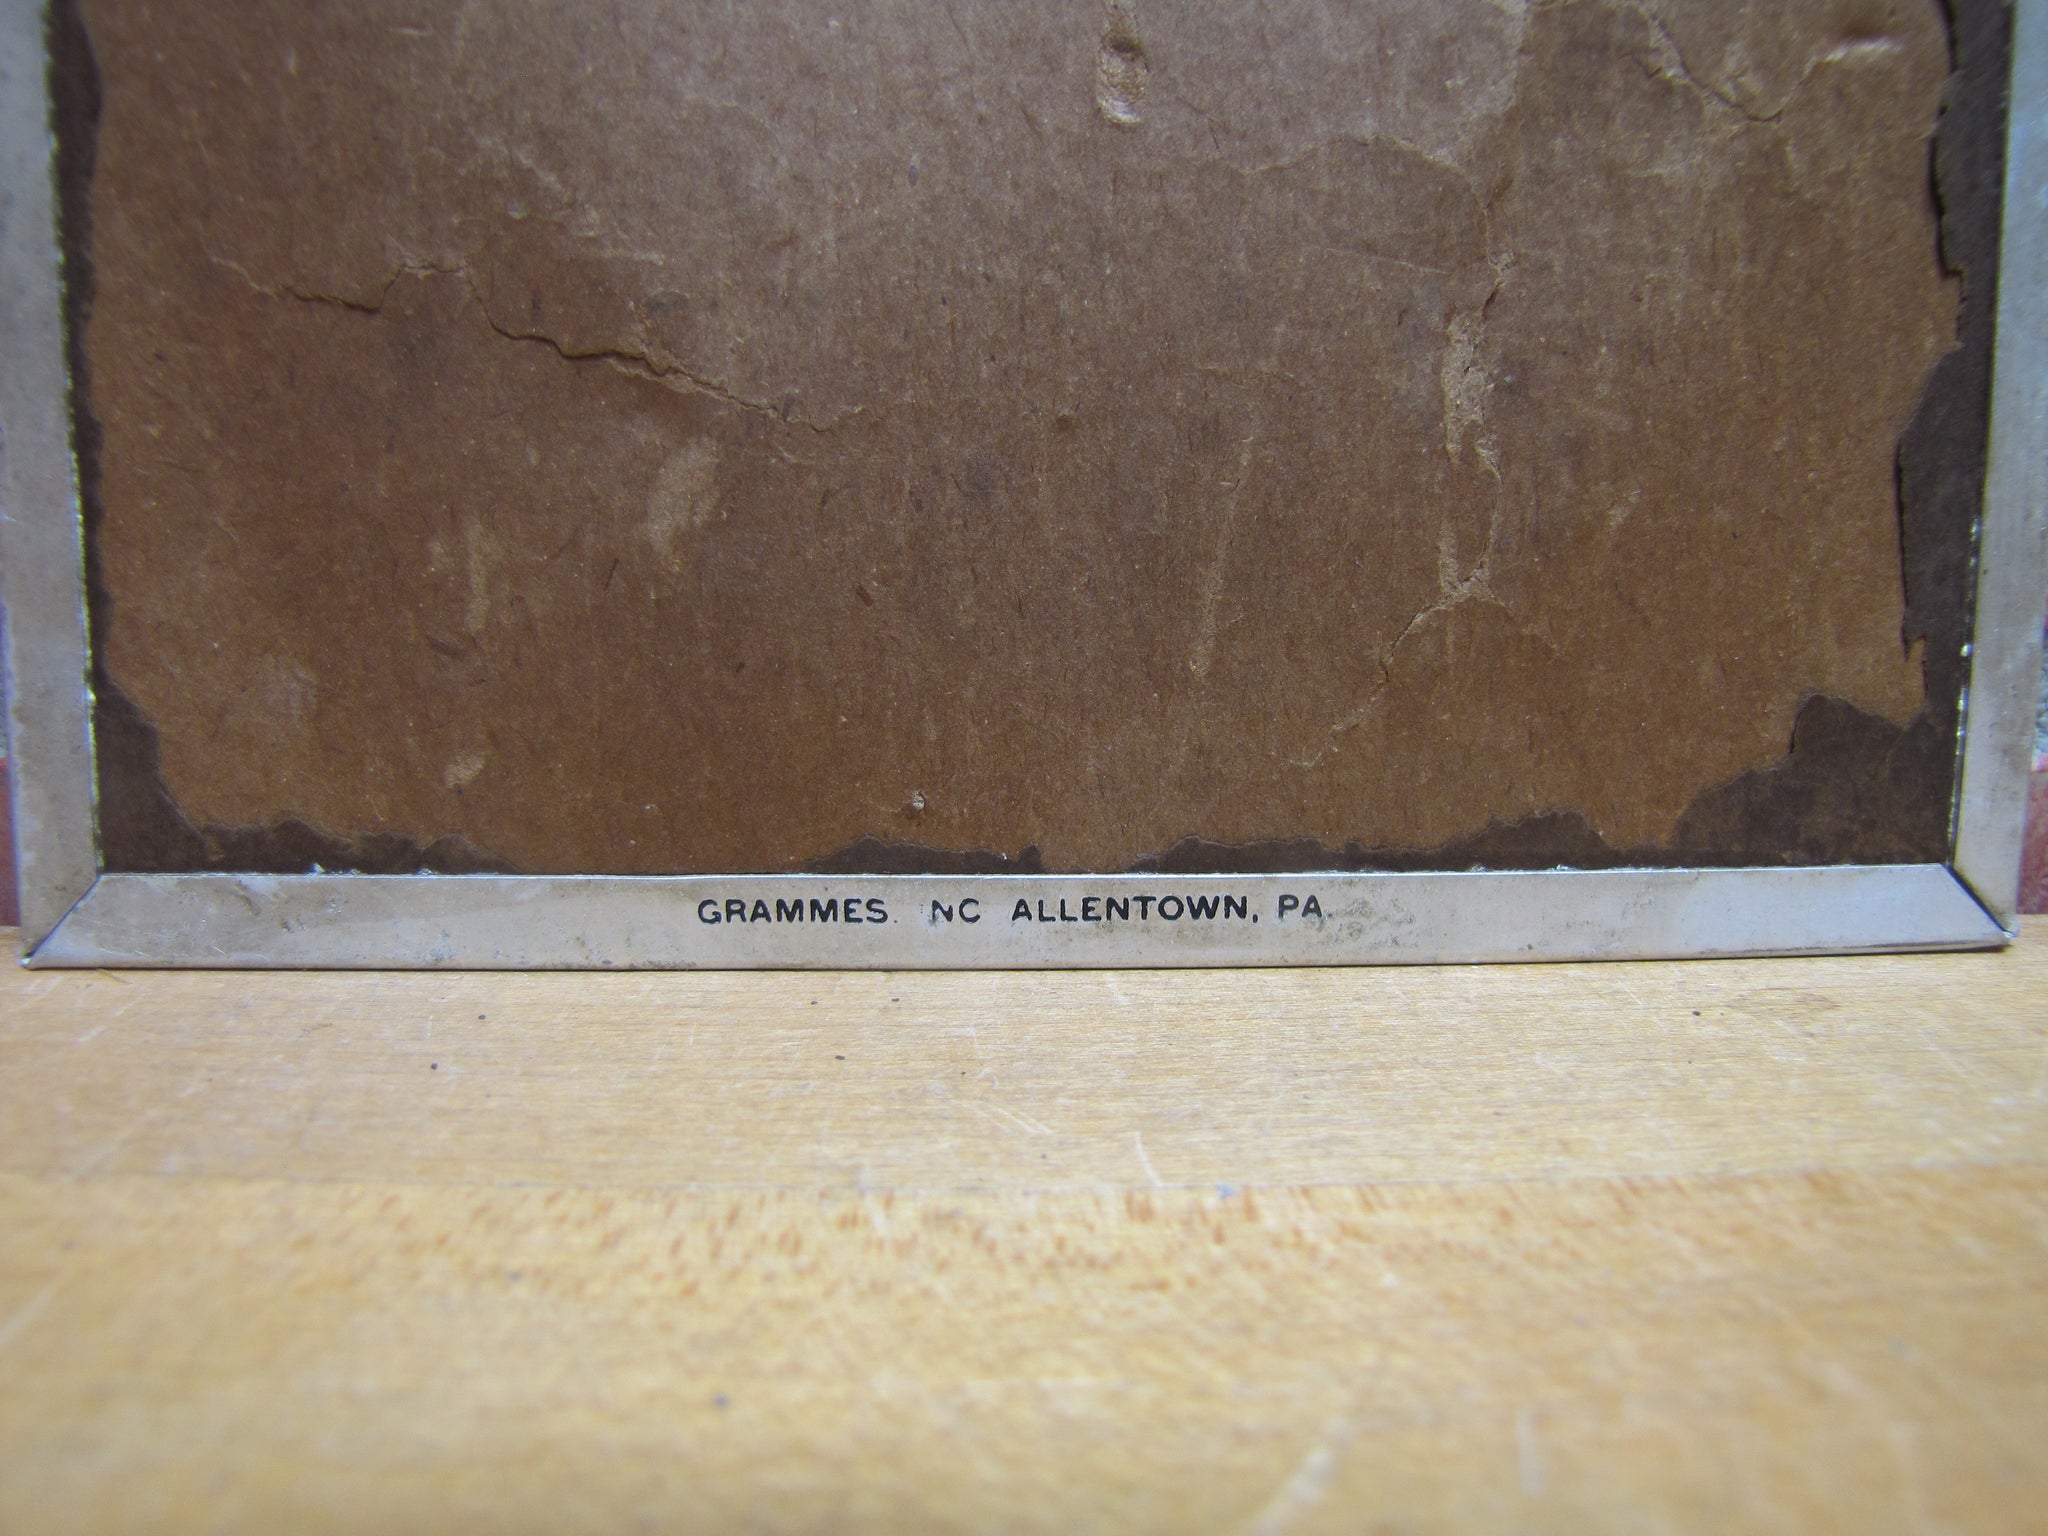 GRAMMES. NC ALLENTOWN, PA.